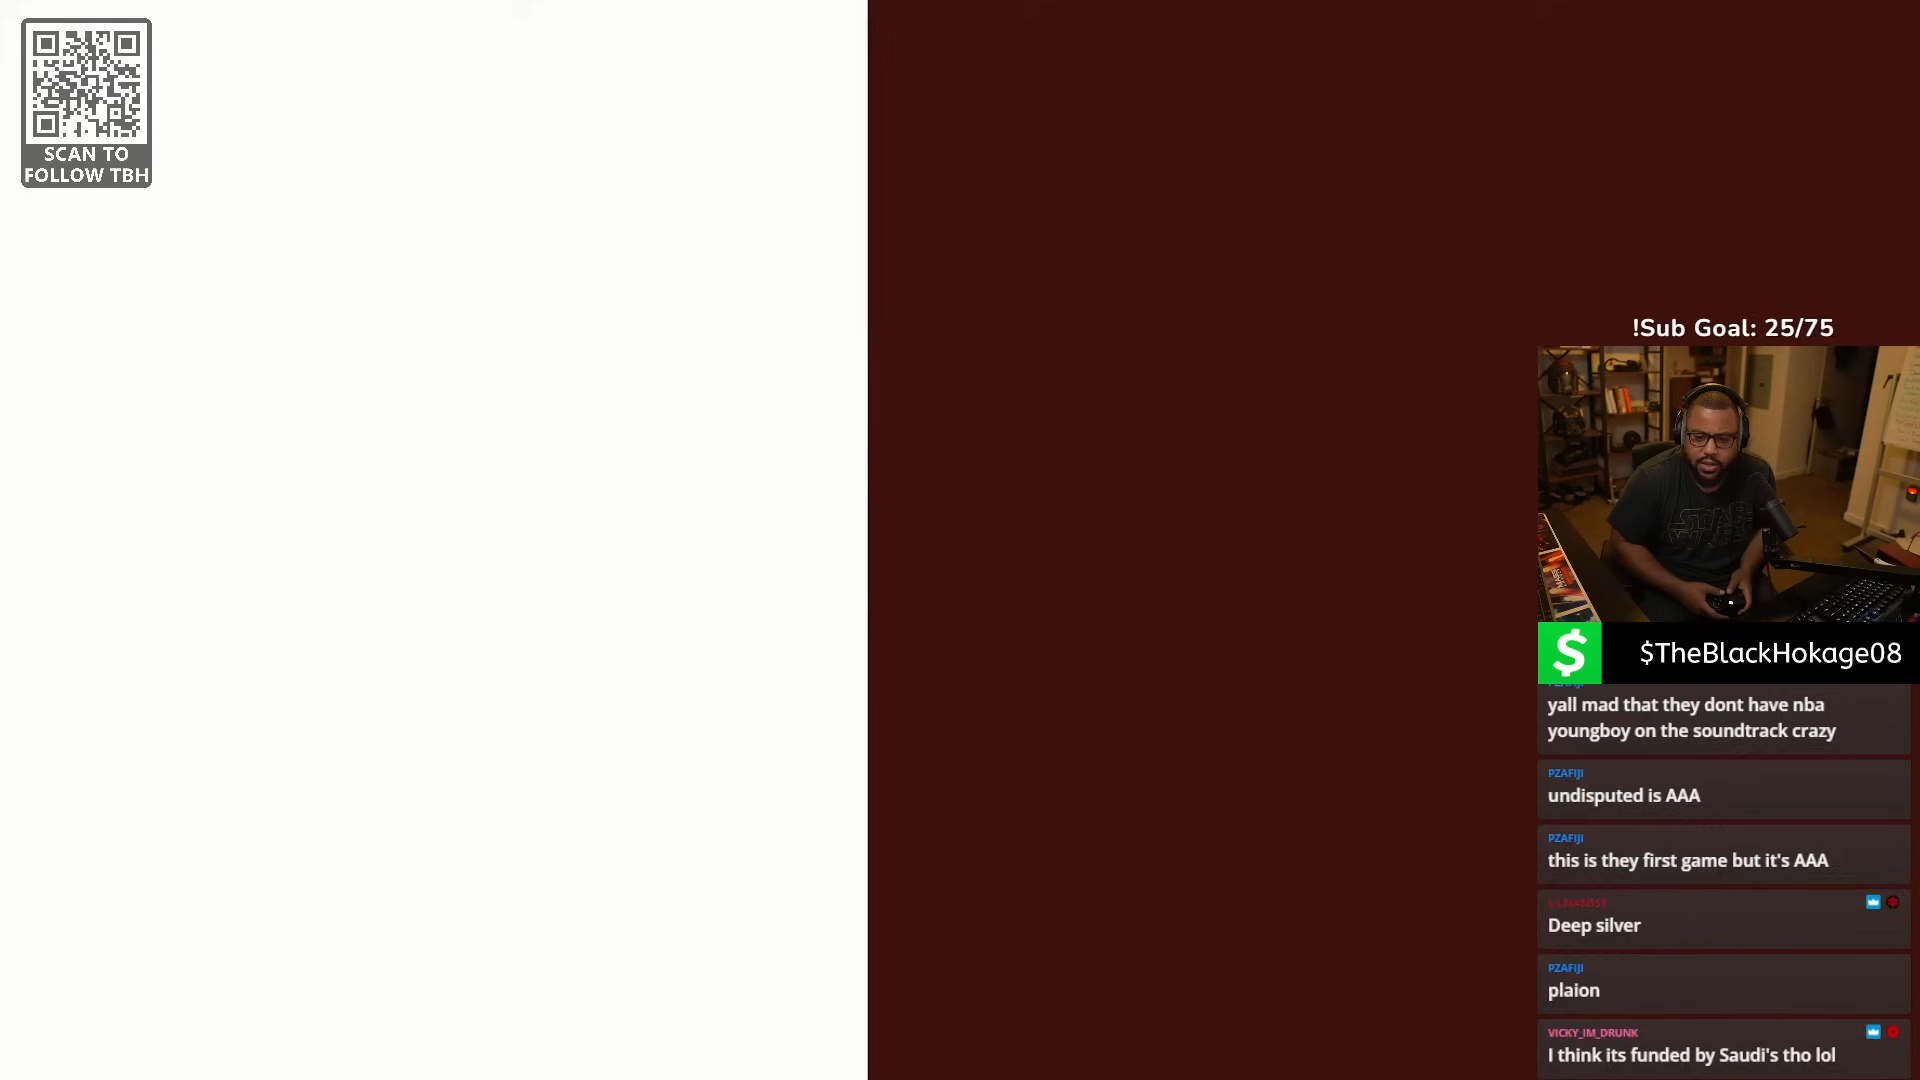 SCAN TO
FOLLOW TBH
!Sub Goal: 25/75
STAR
WARS
$TheBlackHokage08
yall mad that they dont have nba
youngboy on the soundtrack crazy
PZAFIJI
undisputed is AAA
PZAFIJI
this is they first game but it's AAA
Deep silver
PZAFIJI
plaion
VICKY_IM_DRUNK
I think its funded by Saudi's tho lol